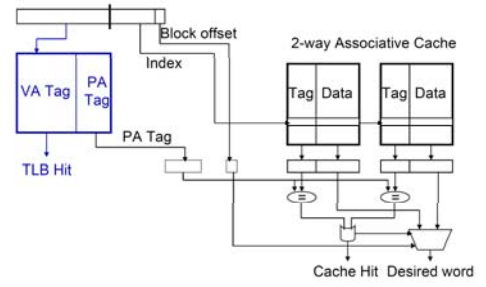 Block offset
2-way Associative Cache
Index
VA Tag
PA
Tag
Tag Data
Tag Data
PA Tag
TLB Hit
=
=
Cache Hit Desired word